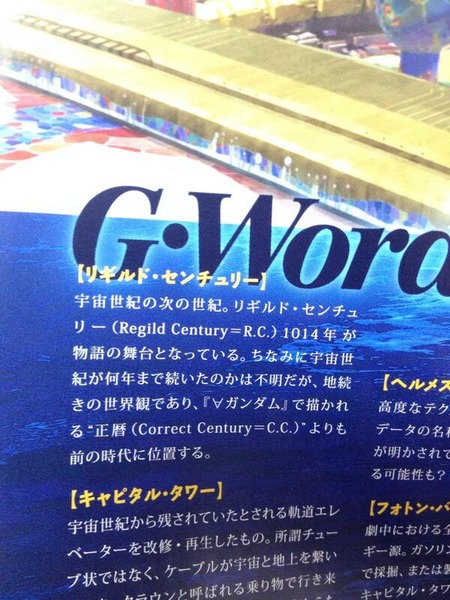 G・Word
【リギルド・センチュリー】
宇宙世紀の次の世紀。リギルド・センチュ
リー（Regild Century＝R.C.）1014年が
物語の舞台となっている。ちなみに宇宙世
紀が何年まで続いたのかは不明だが、地続
きの世界観であり、『∀ガンダム』で描かれ
る“正暦（Correct Century＝C.C.）”よりも
前の時代に位置する。
【キャピタル・タワー】
宇宙世紀から残されていたとされる軌道エレ
ベーターを改修・再生したもの。所謂チュー
ブ状ではなく、ケーブルが宇宙と地上を繋い
クラウンと呼ばれる乗り物で行き来
【ヘルメス
高度なテク
データの名称
が明かされて
る可能性も？
【フォトン・バ
劇中における全
ギー源。ガソリン
で採掘、または製
キャピタル・タワ